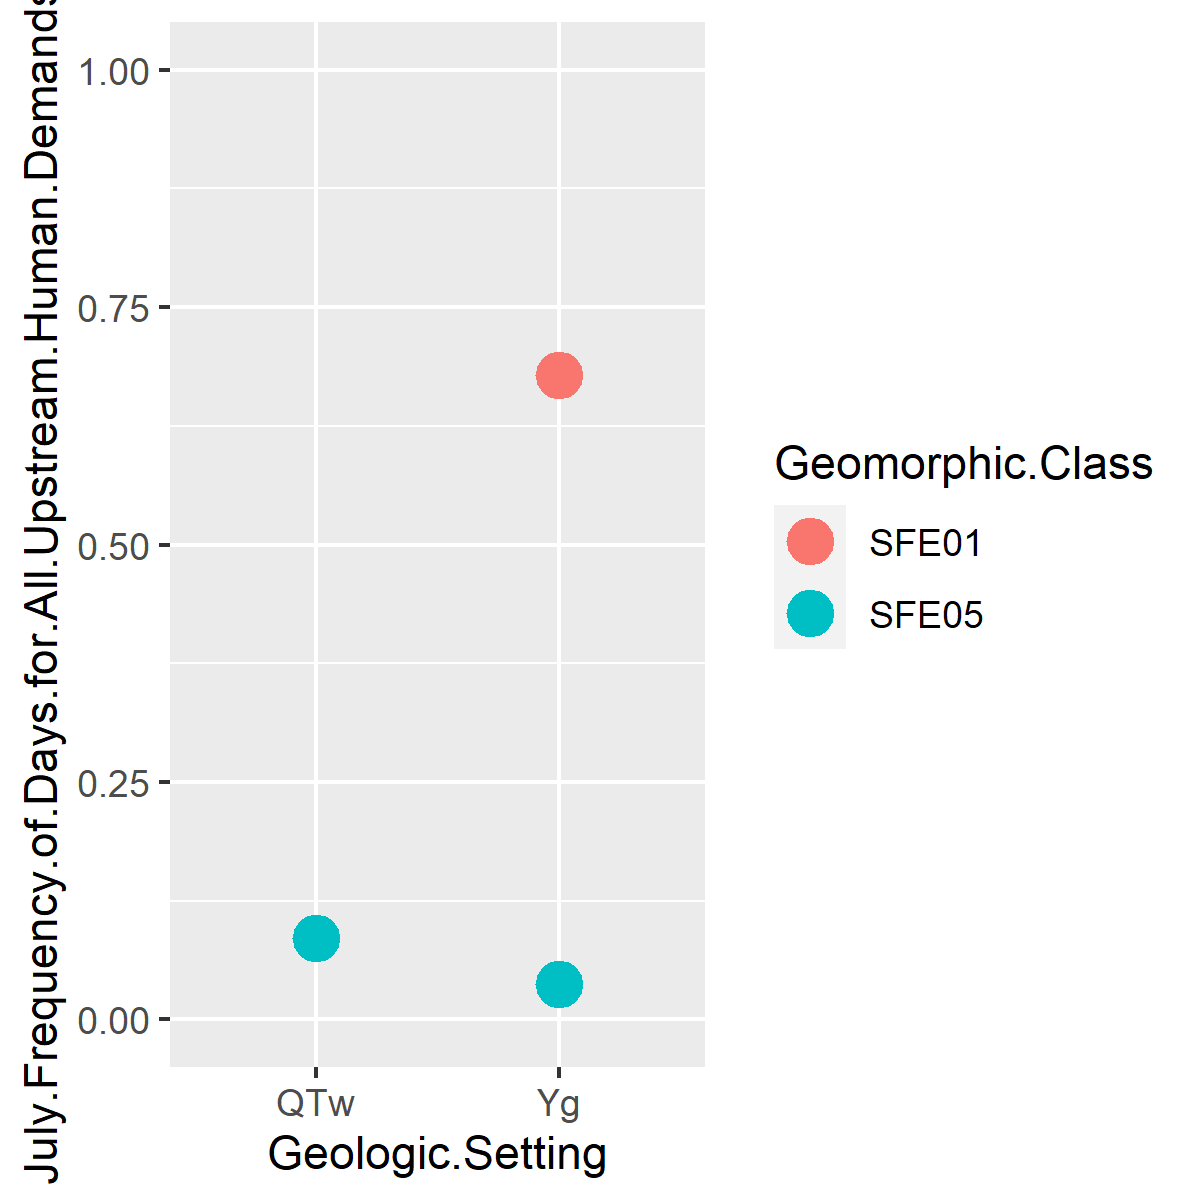 July.Frequency.of.Days.for.All.Upstream.Human.Demands
1.00
0.75
0.50
0.25
0.00
QTw
Yg
Geologic.Setting
Geomorphic.Class
SFE01
SFE05